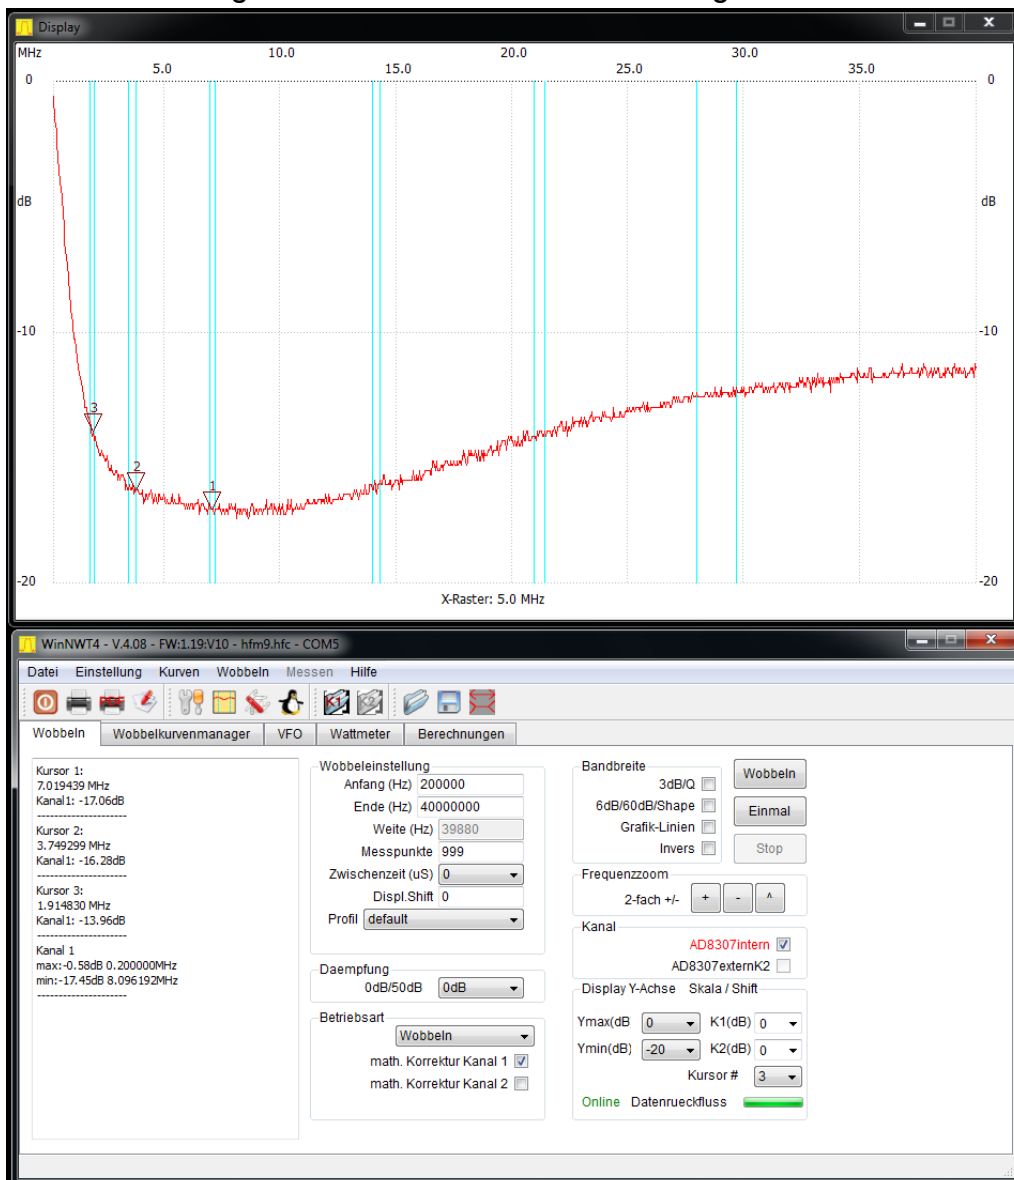 Display
MHz 10.0 20.0 30.0
5.0 15.0 25.0 35.0
0 0
dB dB
3
2
1
-10 -10
-20 -20
X-Raster: 5.0 MHz
WinNWT4 - V.4.08 - FW:1.19:V10 - hfm9.hfc - COM5
Datei Einstellung Kurven Wobbeln Messen Hilfe
PDF K1 K2
Wobbeln Wobbelkurvenmanager VFO Wattmeter Berechnungen
Kursor 1:
7.019439 MHz
Kanal1: -17.06dB
----------------------
Kursor 2:
3.749299 MHz
Kanal1: -16.28dB
----------------------
Kursor 3:
1.914830 MHz
Kanal1: -13.96dB
----------------------
Kanal 1
max:-0.58dB 0.200000MHz
min:-17.45dB 8.096192MHz
----------------------
Wobbeleinstellung
Anfang (Hz) 200000
Ende (Hz) 40000000
Weite (Hz) 39880
Messpunkte 999
Zwischenzeit (uS) 0
Displ.Shift 0
Profil default
Daempfung
0dB/50dB 0dB
Betriebsart
Wobbeln
math. Korrektur Kanal 1
math. Korrektur Kanal 2
Bandbreite
3dB/Q
6dB/60dB/Shape
Grafik-Linien
Invers
Wobbeln
Einmal
Stop
Frequenzzoom
2-fach +/- + - ^
Kanal
AD8307intern
AD8307externK2
Display Y-Achse Skala / Shift
Ymax(dB 0 K1(dB) 0
Ymin(dB) -20 K2(dB) 0
Kursor # 3
Online Datenrueckfluss